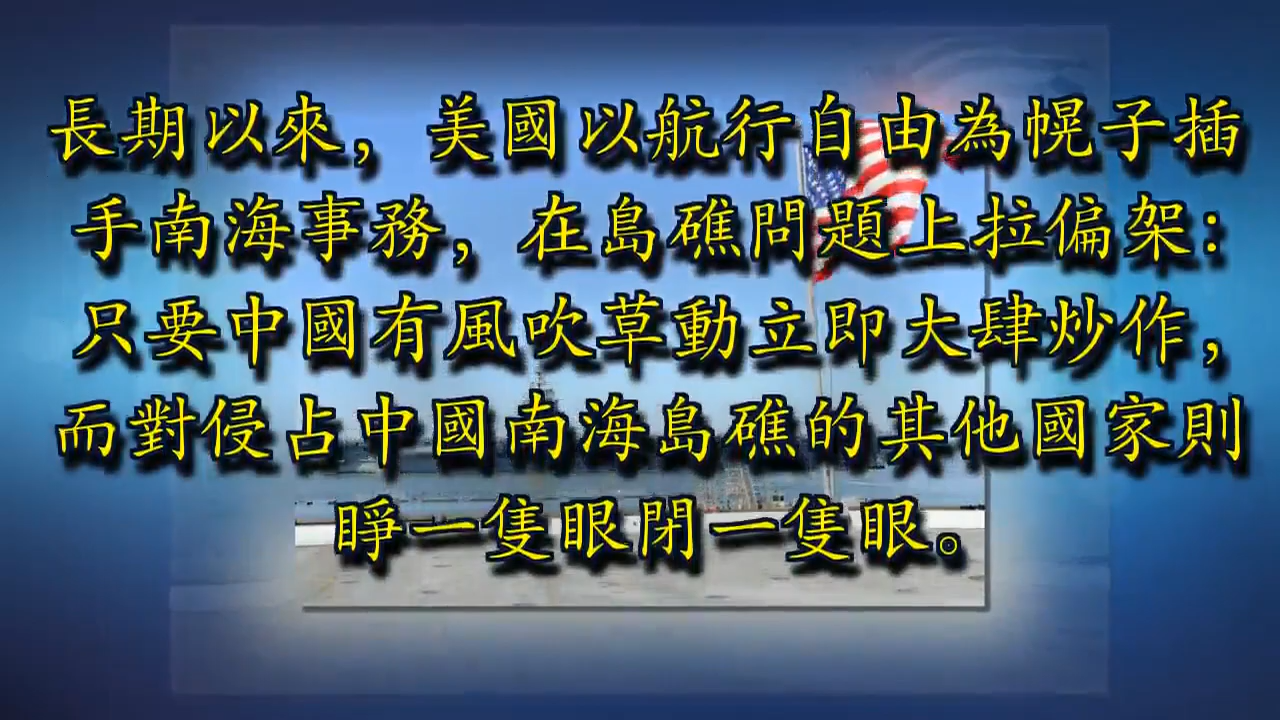 長期以來，美國以航行自由為幌子插
手南海事務，在島礁問題上拉偏架：
只要中國有風吹草動立即大肆炒作，
而對侵占中國南海島礁的其他國家則
睜一隻眼閉一隻眼。